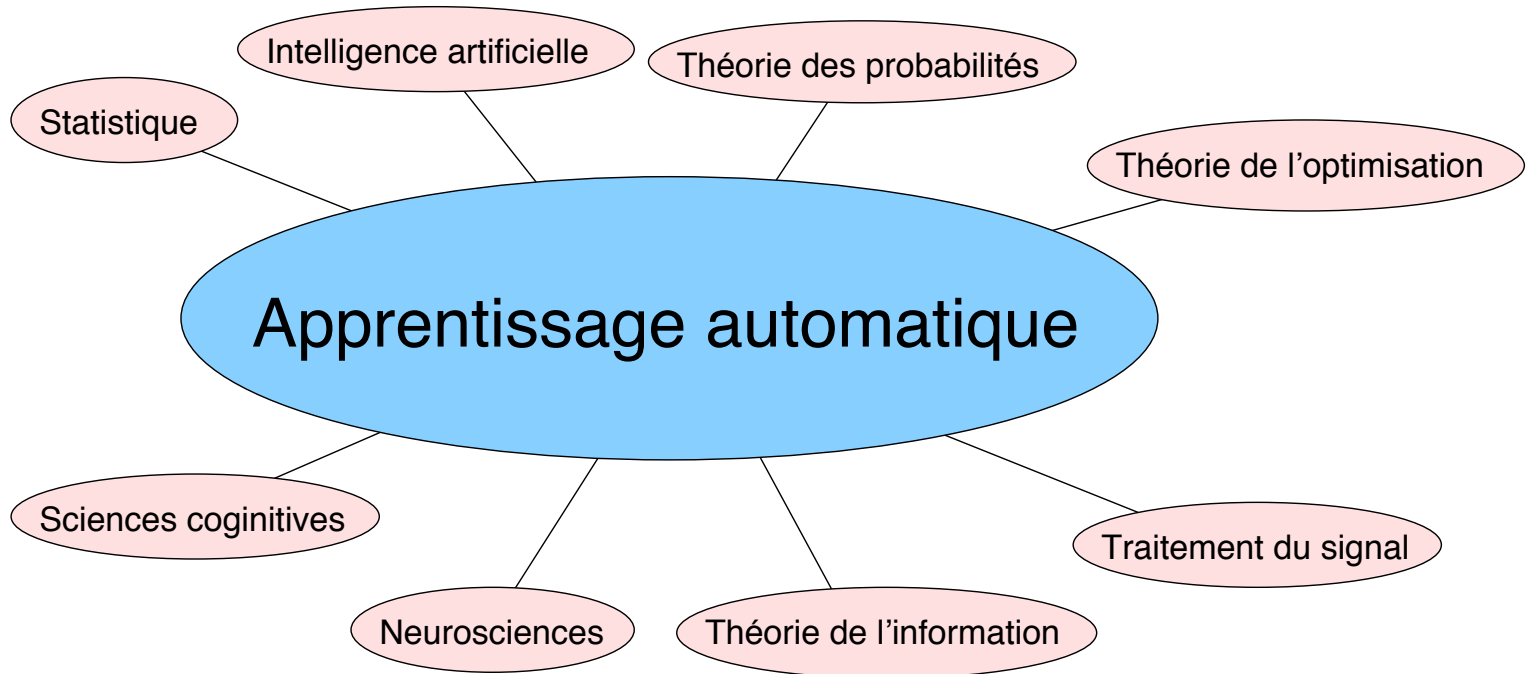 Intelligence artificielle
Théorie des probabilités
Statistique
Théorie de l’optimisation
Apprentissage automatique
Sciences coginitives
Traitement du signal
Neurosciences
Théorie de l’information